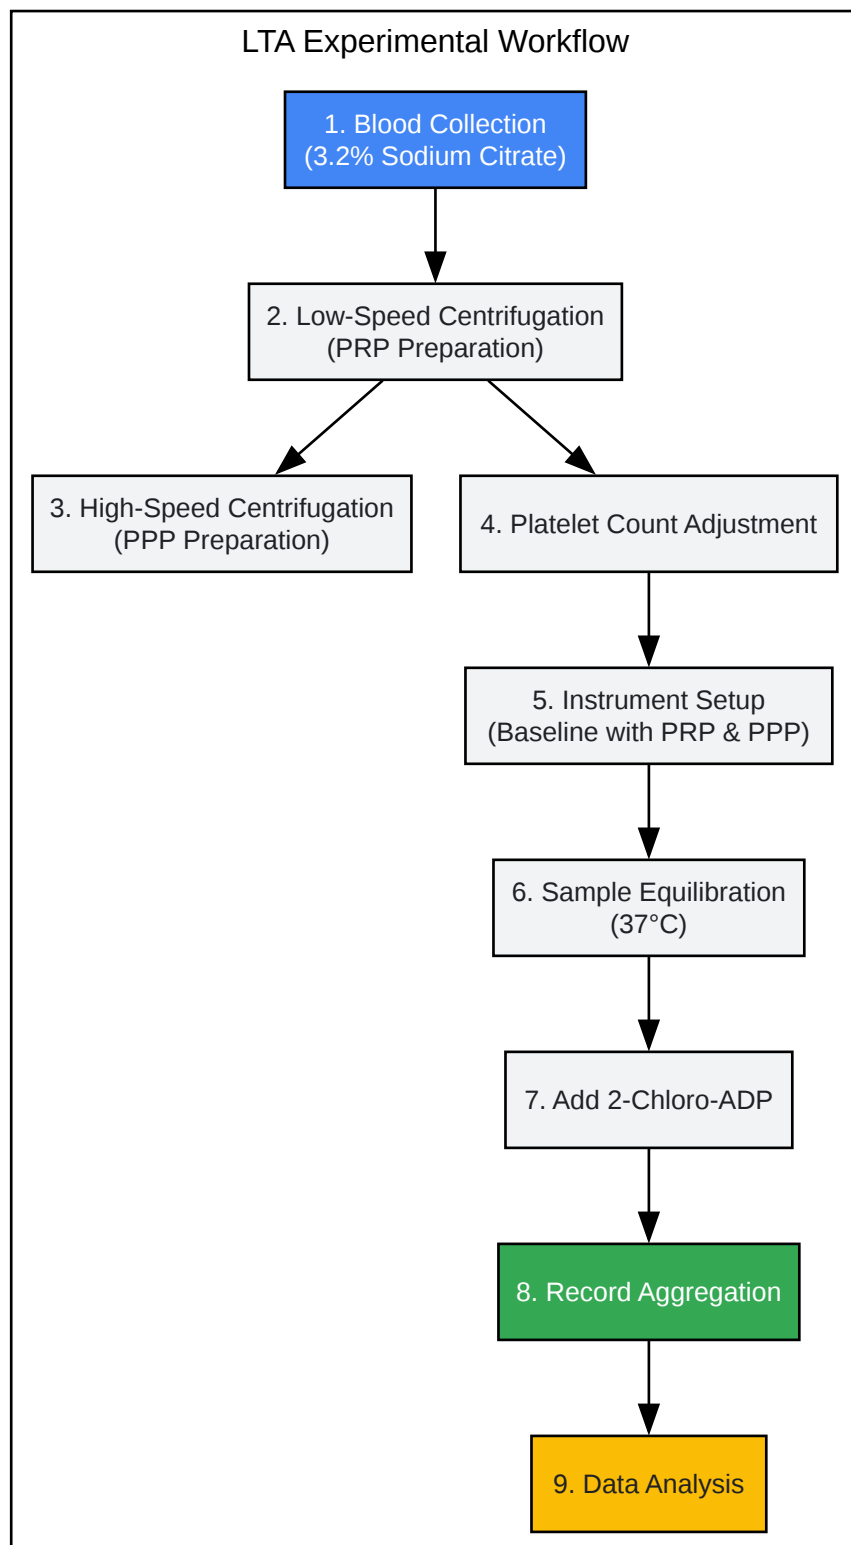 LTA Experimental Workflow
1. Blood Collection
(3.2% Sodium Citrate)
2. Low-Speed Centrifugation
(PRP Preparation)
3. High-Speed Centrifugation
(PPP Preparation)
4. Platelet Count Adjustment
5. Instrument Setup
(Baseline with PRP & PPP)
6. Sample Equilibration
(37°C)
7. Add 2-Chloro-ADP
8. Record Aggregation
9. Data Analysis